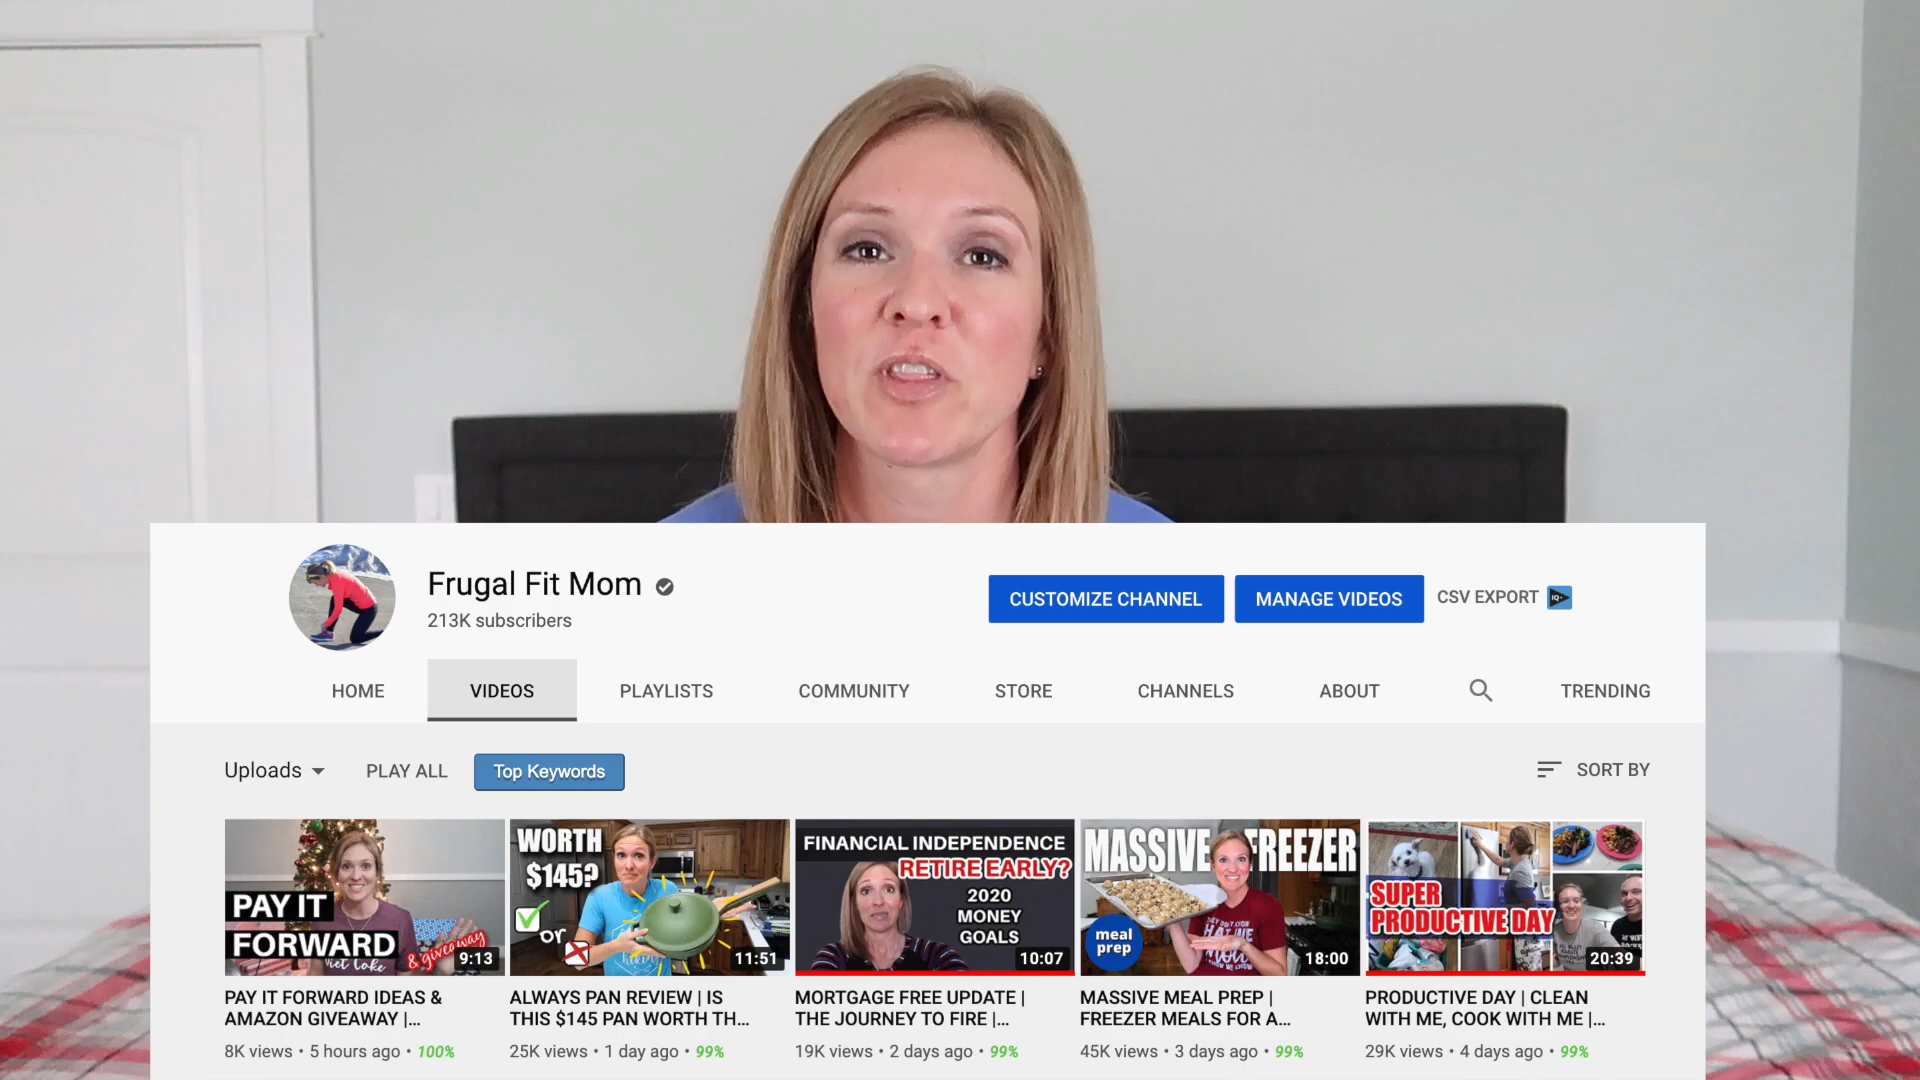 Frugal Fit Mom
213K subscribers
CUSTOMIZE CHANNEL
MANAGE VIDEOS
CSV EXPORT
IQ+
HOME
VIDEOS
PLAYLISTS
COMMUNITY
STORE
CHANNELS
ABOUT
TRENDING
Uploads
PLAY ALL
Top Keywords
SORT BY
PAY IT
FORWARD
& giveaway
9:13
WORTH
$145?
or
11:51
FINANCIAL INDEPENDENCE
RETIRE EARLY?
2020
MONEY
GOALS
10:07
MASSIVE FREEZER
meal
prep
18:00
SUPER
PRODUCTIVE DAY
20:39
PAY IT FORWARD IDEAS &
AMAZON GIVEAWAY |...
8K views • 5 hours ago • 100%
ALWAYS PAN REVIEW | IS
THIS $145 PAN WORTH TH...
25K views • 1 day ago • 99%
MORTGAGE FREE UPDATE |
THE JOURNEY TO FIRE |...
19K views • 2 days ago • 99%
MASSIVE MEAL PREP |
FREEZER MEALS FOR A...
45K views • 3 days ago • 99%
PRODUCTIVE DAY | CLEAN
WITH ME, COOK WITH ME |...
29K views • 4 days ago • 99%